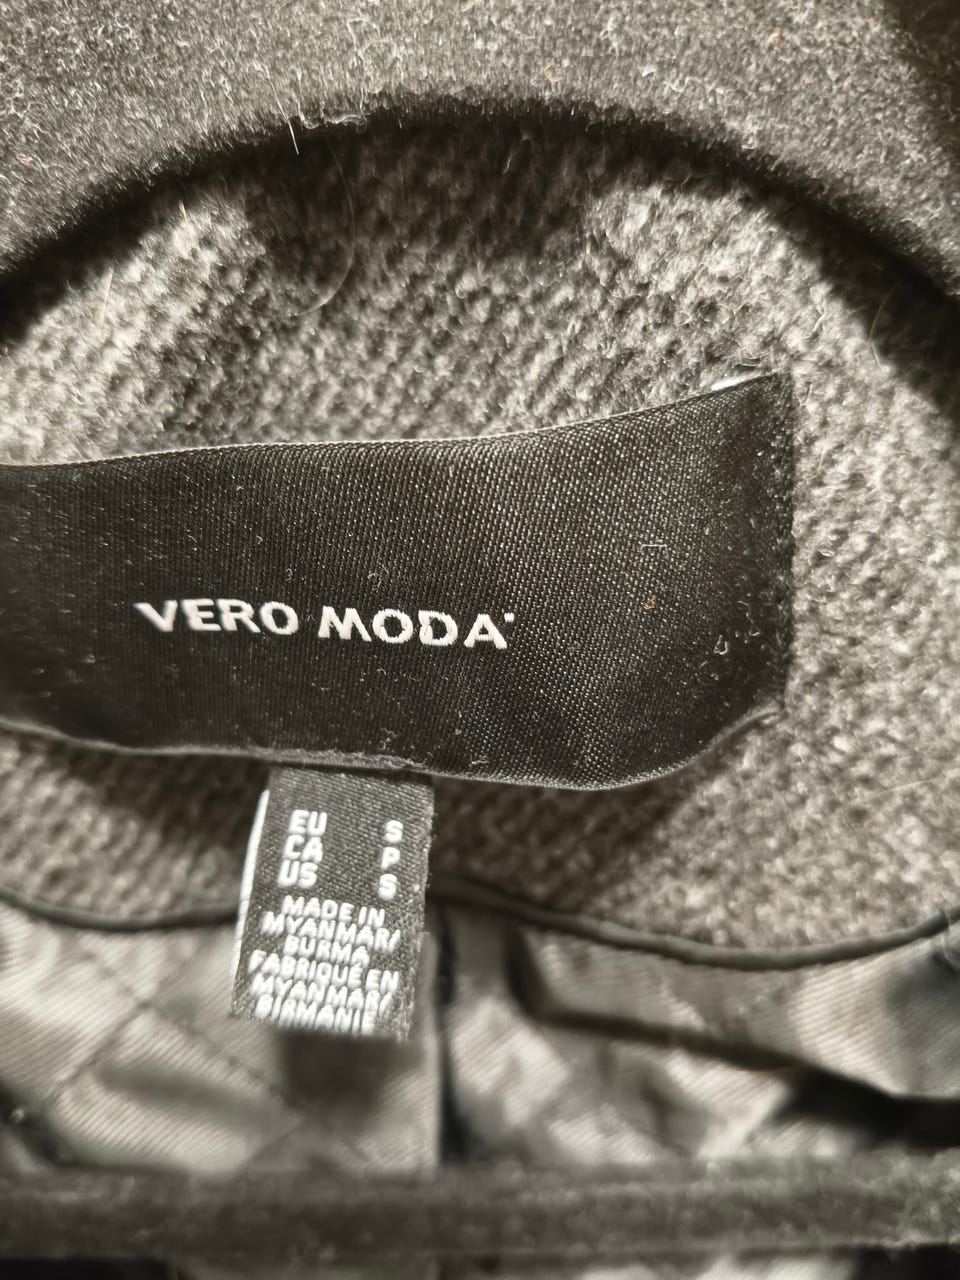 VERO MODA
EU S
CA P
US S
MADE IN
MYANMAR/
BURMA
FABRIQUÉ EN
MYANMAR/
BIRMANIE